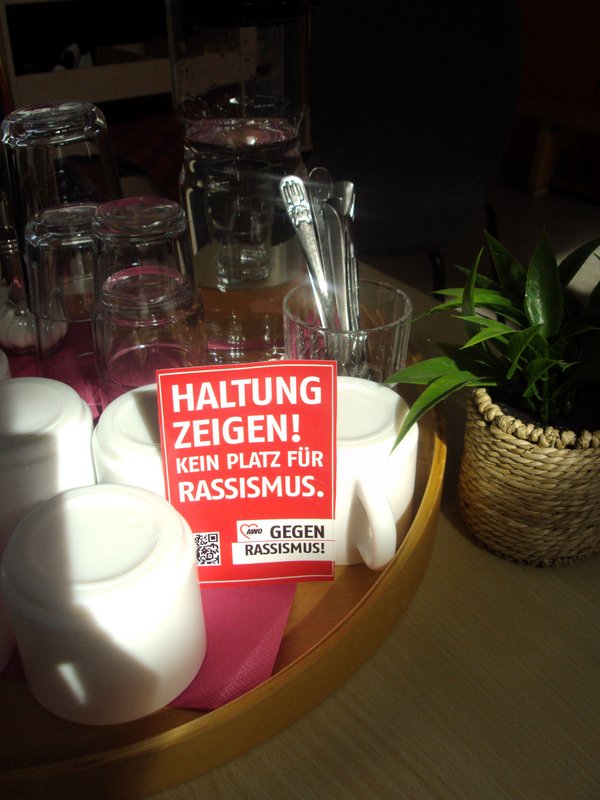 HALTUNG
ZEIGEN!
KEIN PLATZ FÜR
RASSISMUS.
AWO GEGEN
RASSISMUS!